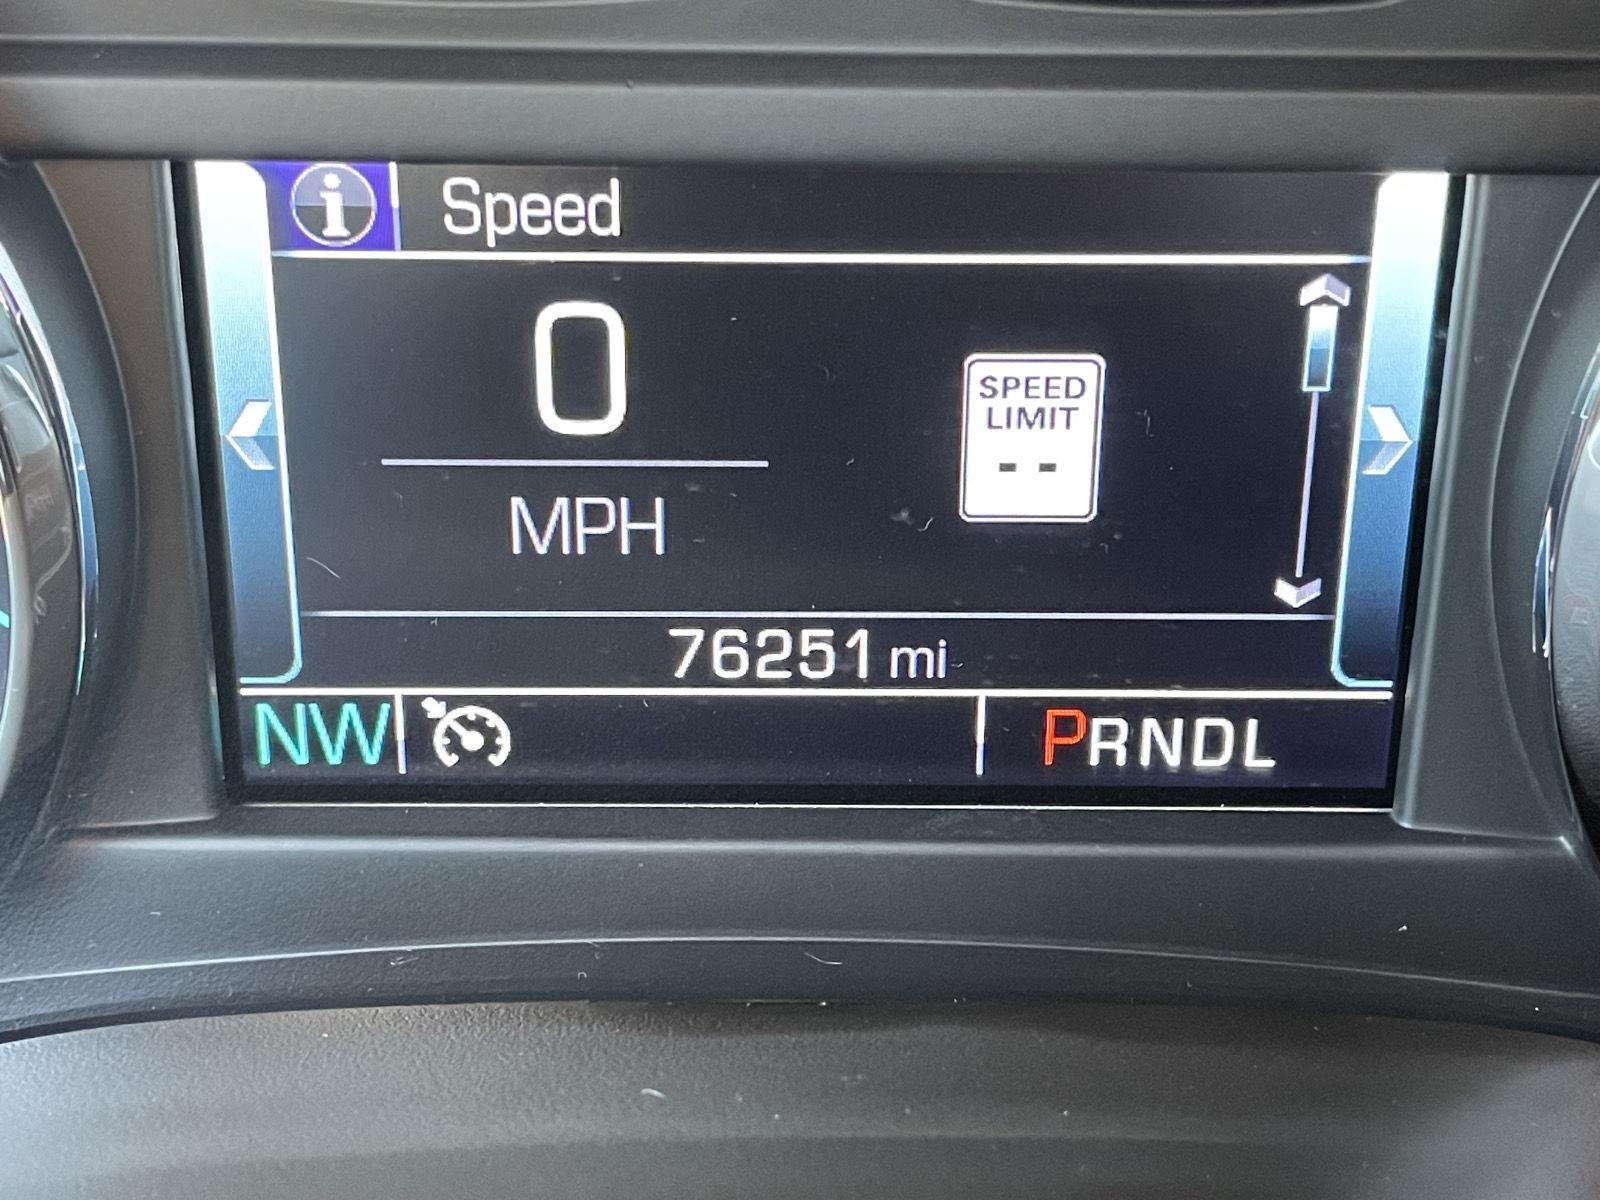 i Speed
0
MPH
SPEED
LIMIT
- -
76251 mi
NW
PRNDL